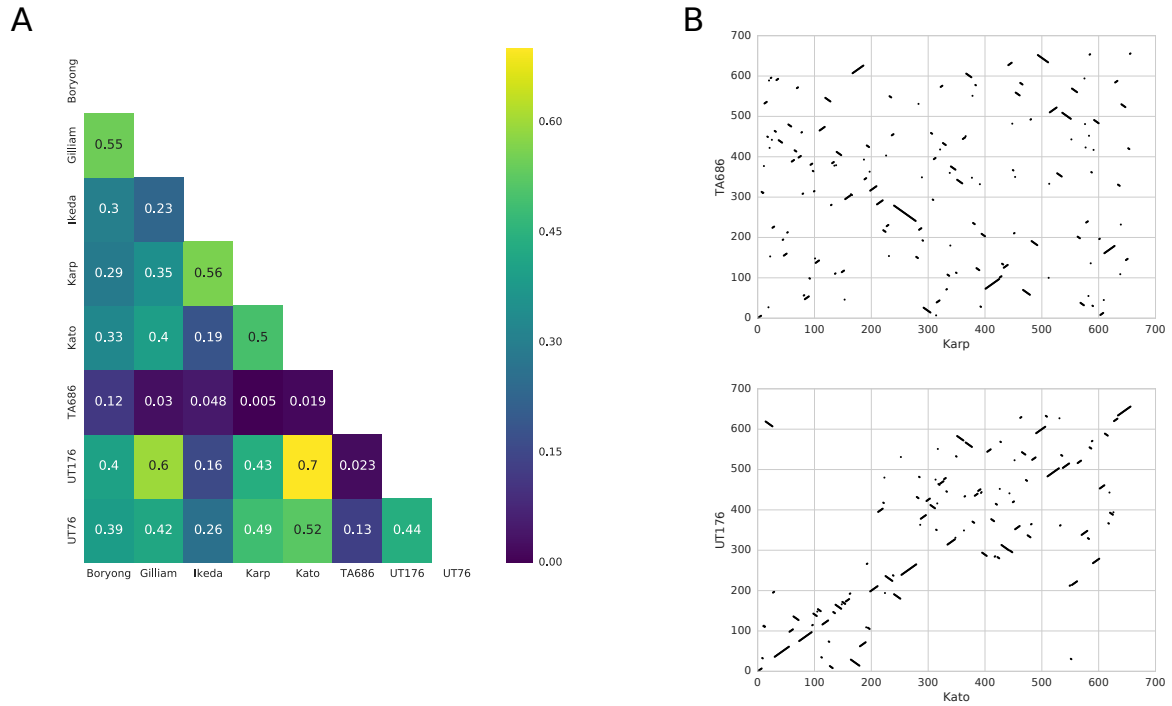 A
Boryong
Gilliam
0.55
Ikeda
0.3 0.23
Karp
0.29 0.35 0.56
Kato
0.33 0.4 0.19 0.5
TA686
0.12 0.03 0.048 0.005 0.019
UT176
0.4 0.6 0.16 0.43 0.7 0.023
UT76
0.39 0.42 0.26 0.49 0.52 0.13 0.44
Boryong Gilliam Ikeda Karp Kato TA686 UT176 UT76
0.60
0.45
0.30
0.15
0.00
B
700
600
500
400
300
200
100
0
TA686
0 100 200 300 400 500 600 700
Karp
700
600
500
400
300
200
100
0
UT176
0 100 200 300 400 500 600 700
Kato